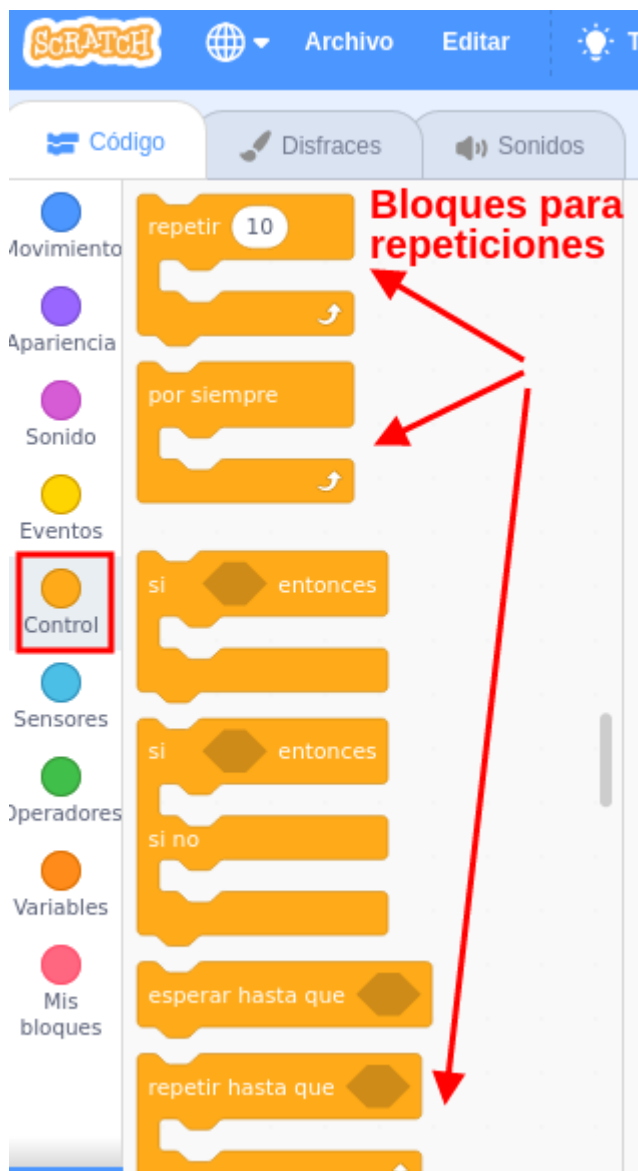 SCRATCH Archivo Editar T
Código Disfraces Sonidos
Bloques para
repeticiones
Movimiento
Apariencia
Sonido
Eventos
Control
Sensores
Operadores
Variables
Mis
bloques
repetir 10
por siempre
si entonces
si entonces
si no
esperar hasta que
repetir hasta que